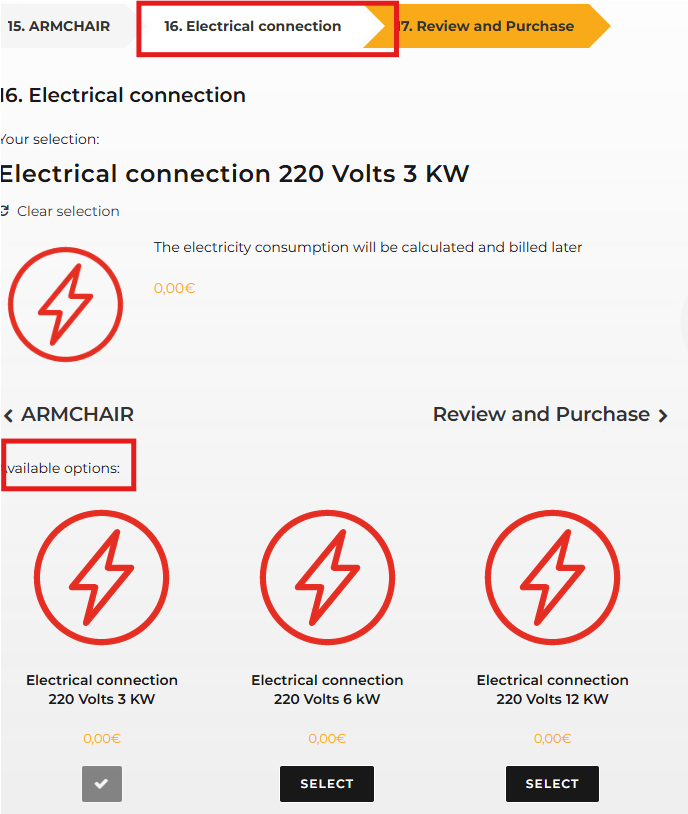 15. ARMCHAIR
16. Electrical connection
17. Review and Purchase
16. Electrical connection
Your selection:
Electrical connection 220 Volts 3 KW
Clear selection
The electricity consumption will be calculated and billed later
0,00€
ARMCHAIR
Review and Purchase
Available options:
Electrical connection
220 Volts 3 KW
0,00€
Electrical connection
220 Volts 6 kW
0,00€
SELECT
Electrical connection
220 Volts 12 KW
0,00€
SELECT